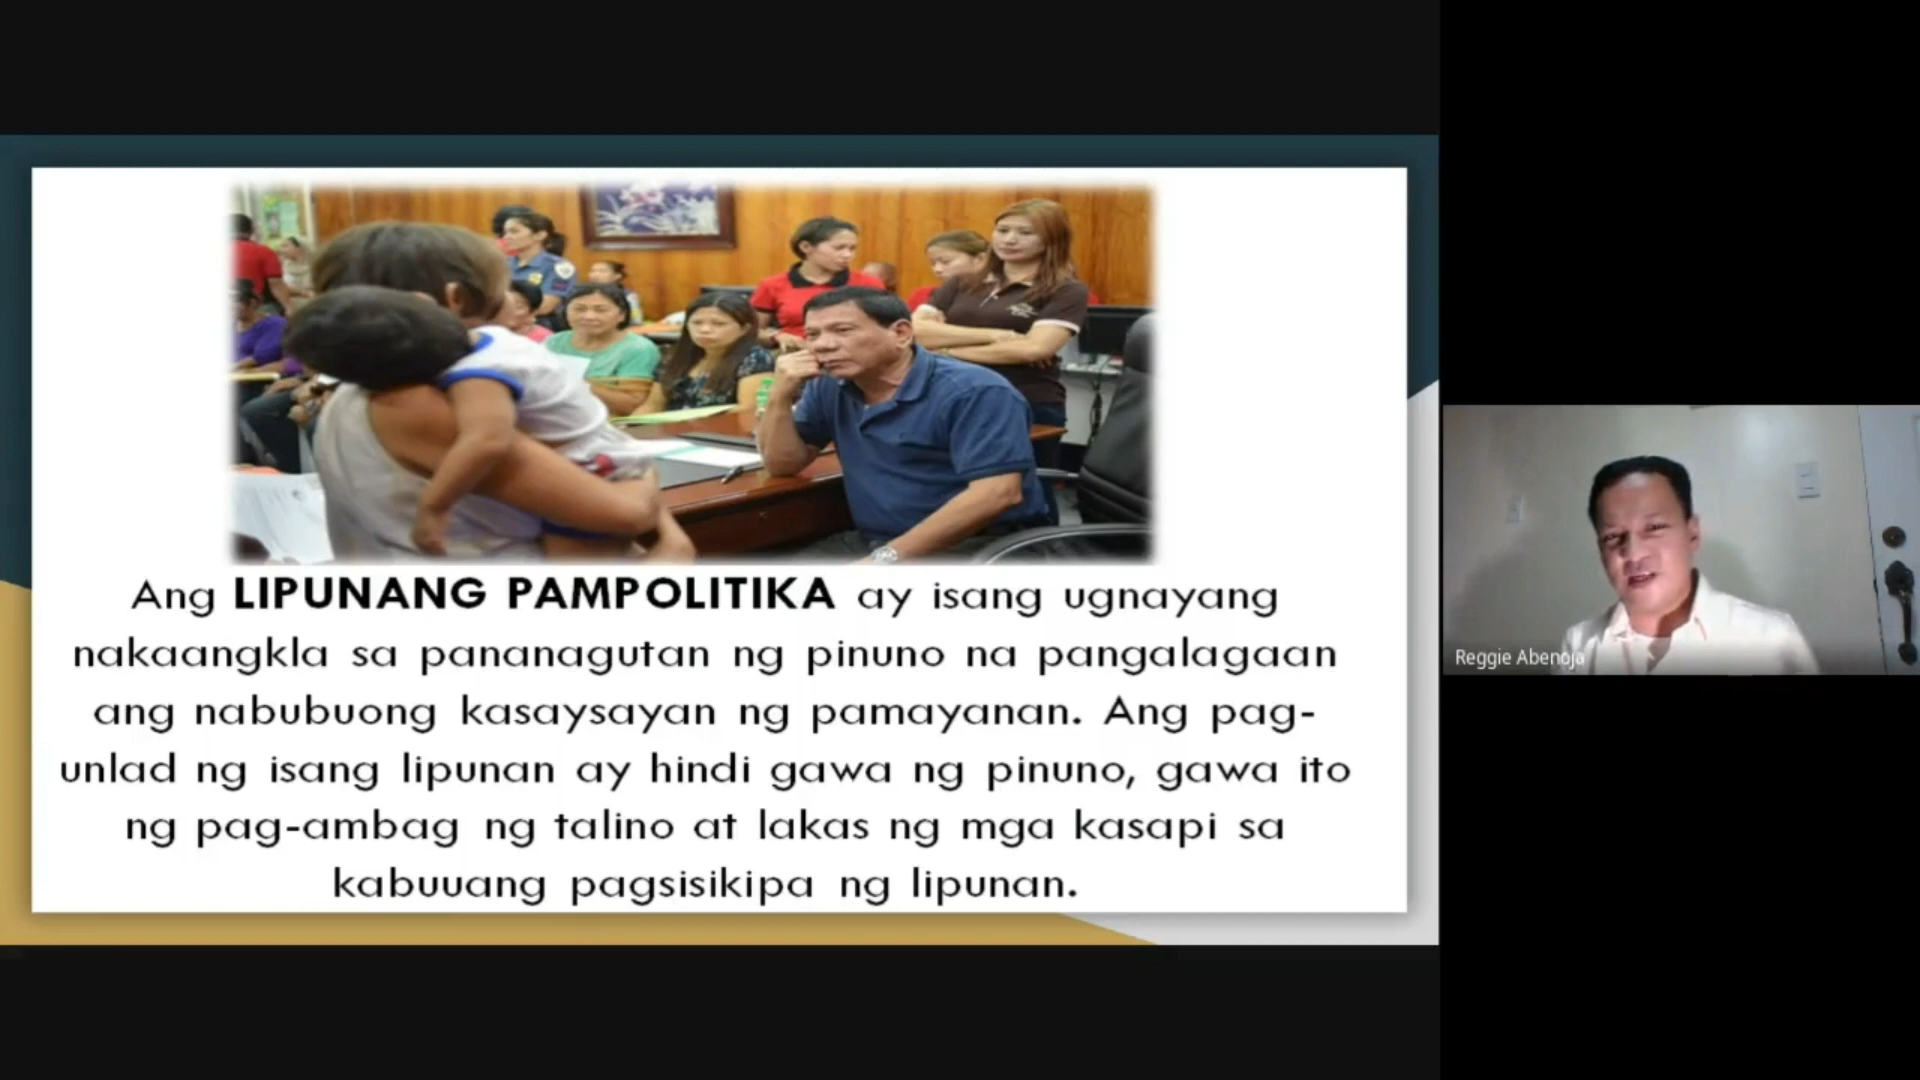 Ang LIPUNANG PAMPOLITIKA ay isang ugnayang
nakaangkla sa pananagutan ng pinuno na pangalagaan
ang nabubuong kasaysayan ng pamayanan. Ang pag-
unlad ng isang lipunan ay hindi gawa ng pinuno, gawa ito
ng pag-ambag ng talino at lakas ng mga kasapi sa
kabuuang pagsisikipa ng lipunan.
Reggie Abenoja